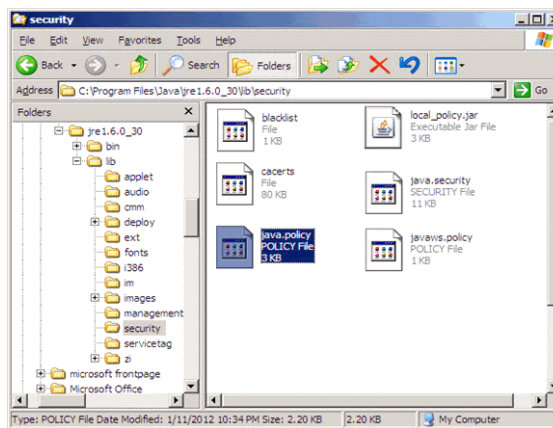 security
File Edit View Favorites Tools Help
Back Search Folders
Address C:\Program Files\Java\jre1.6.0_30\lib\security Go
Folders
jre1.6.0_30
bin
lib
applet
audio
cmm
deploy
ext
fonts
i386
im
images
management
security
servicetag
zi
microsoft frontpage
Microsoft Office
blacklist
File
1 KB
local_policy.jar
Executable Jar File
3 KB
cacerts
File
80 KB
java.security
SECURITY File
11 KB
java.policy
POLICY File
3 KB
javaws.policy
POLICY File
1 KB
Type: POLICY File Date Modified: 1/11/2012 10:34 PM Size: 2.20 KB 2.20 KB My Computer